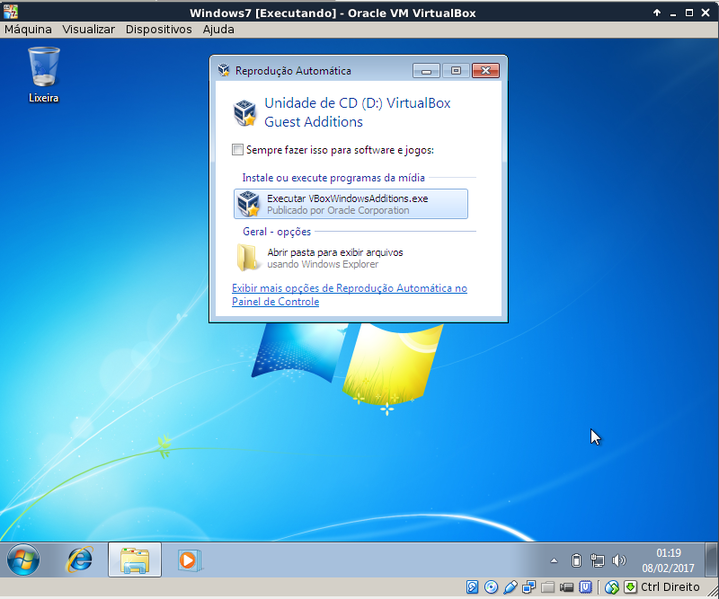 Windows7 [Executando] - Oracle VM VirtualBox
Máquina Visualizar Dispositivos Ajuda
Lixeira
Reprodução Automática
Unidade de CD (D:) VirtualBox
Guest Additions
Sempre fazer isso para software e jogos:
Instale ou execute programas da mídia
Executar VBoxWindowsAdditions.exe
Publicado por Oracle Corporation
Geral - opções
Abrir pasta para exibir arquivos
usando Windows Explorer
Exibir mais opções de Reprodução Automática no
Painel de Controle
01:19
08/02/2017
Ctrl Direito